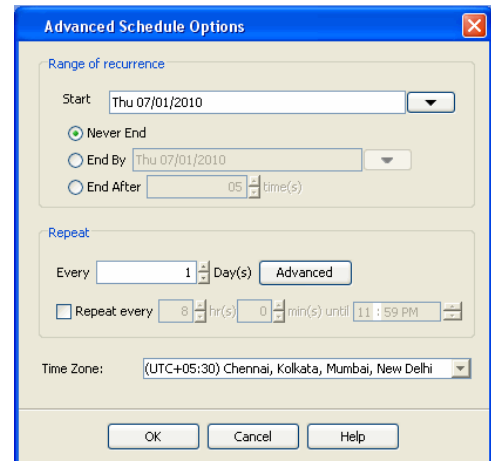 Advanced Schedule Options
Range of recurrence
Start Thu 07/01/2010
Never End
End By Thu 07/01/2010
End After 05 time(s)
Repeat
Every 1 Day(s) Advanced
Repeat every 8 hr(s) 0 min(s) until 11 : 59 PM
Time Zone: (UTC+05:30) Chennai, Kolkata, Mumbai, New Delhi
OK Cancel Help